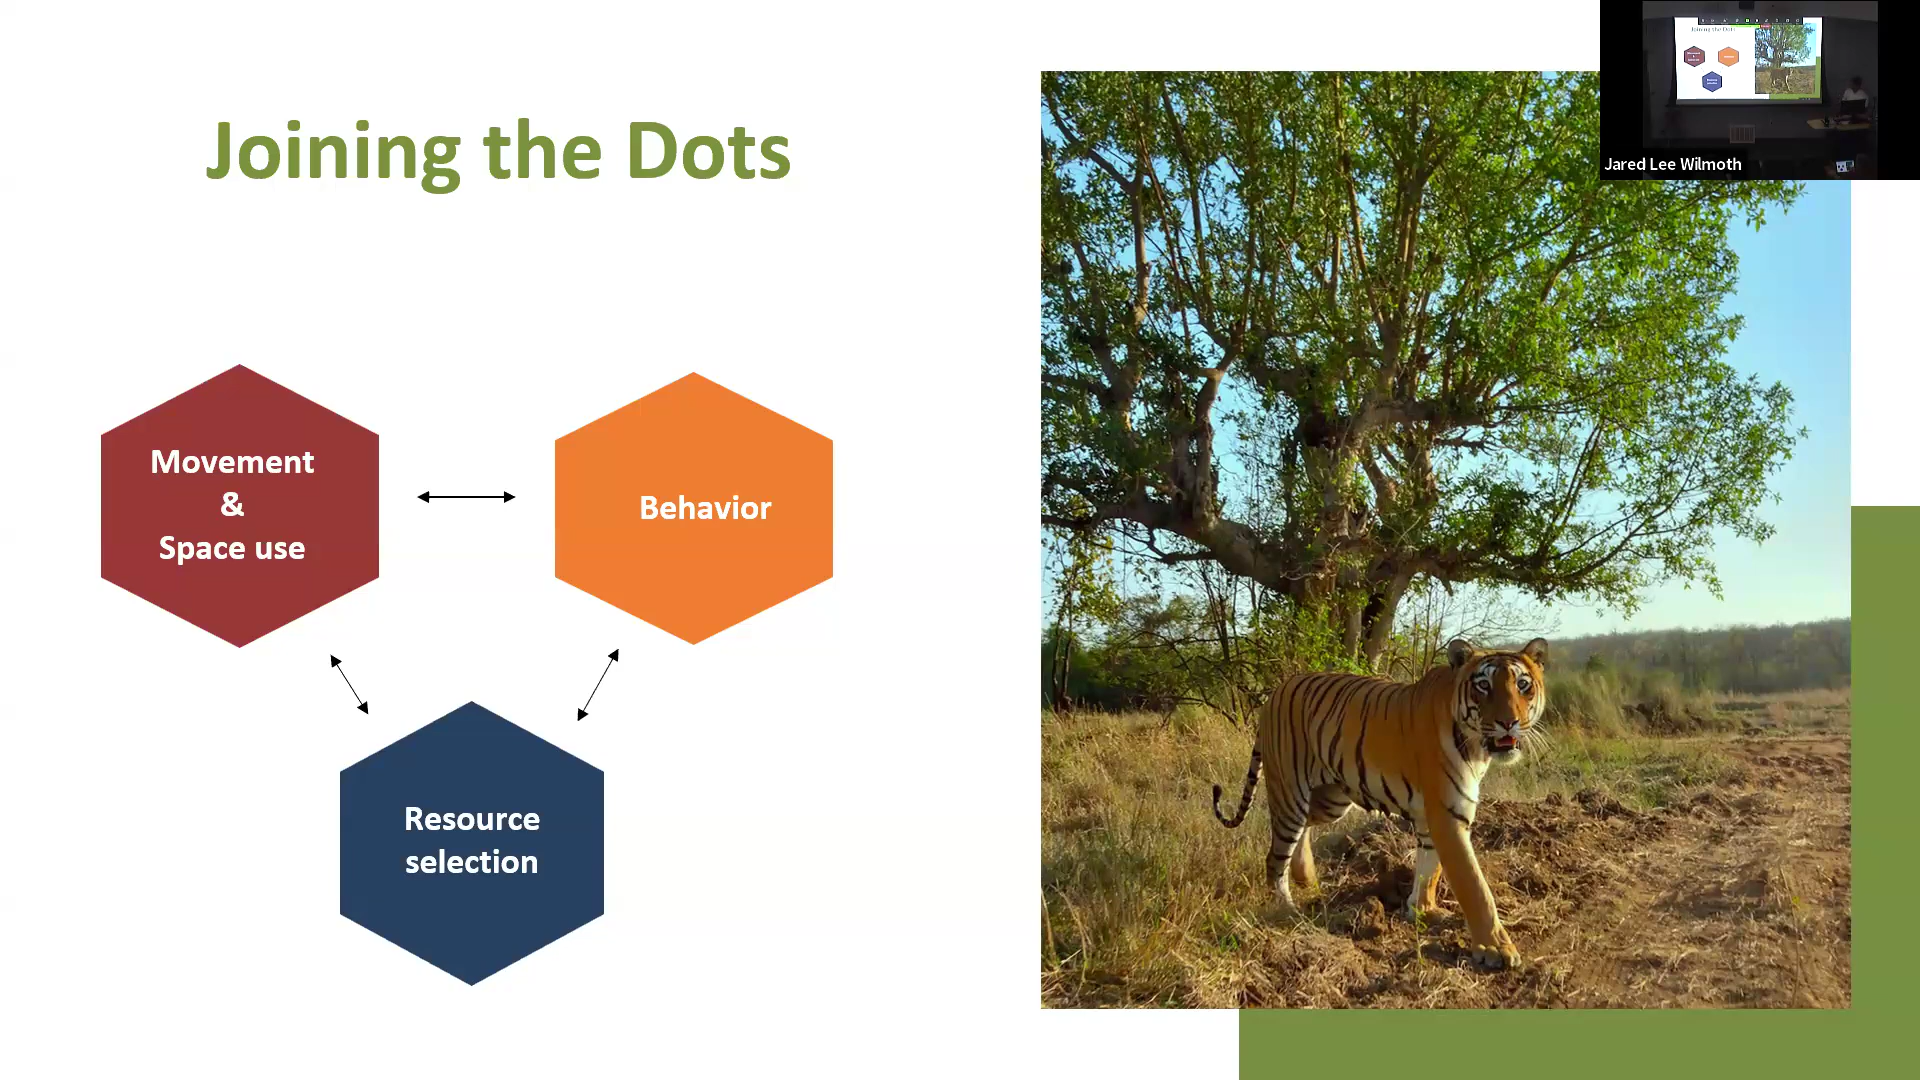 Joining the Dots
Movement
&
Space use
Behavior
Resource
selection
Jared Lee Wilmoth